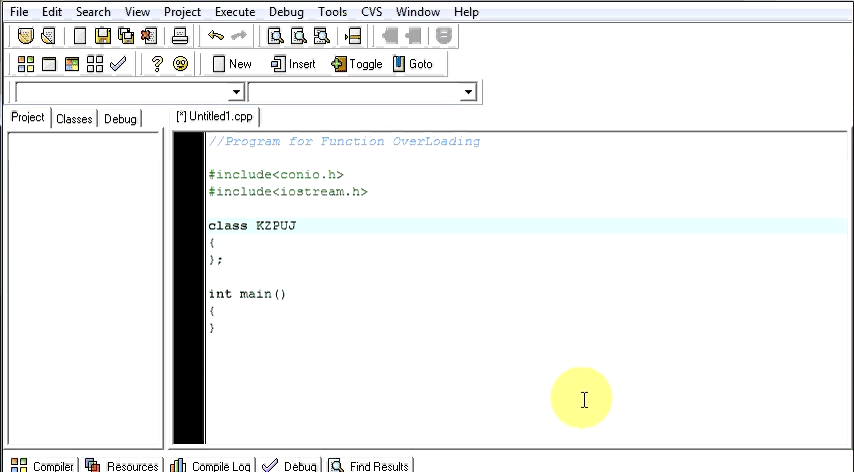 File Edit Search View Project Execute Debug Tools CVS Window Help
New Insert Toggle Goto
Project Classes Debug [*] Untitled1.cpp
//Program for Function OverLoading
#include<conio.h>
#include<iostream.h>
class KZPUJ
{
};
int main()
{
}
Compiler Resources Compile Log Debug Find Results